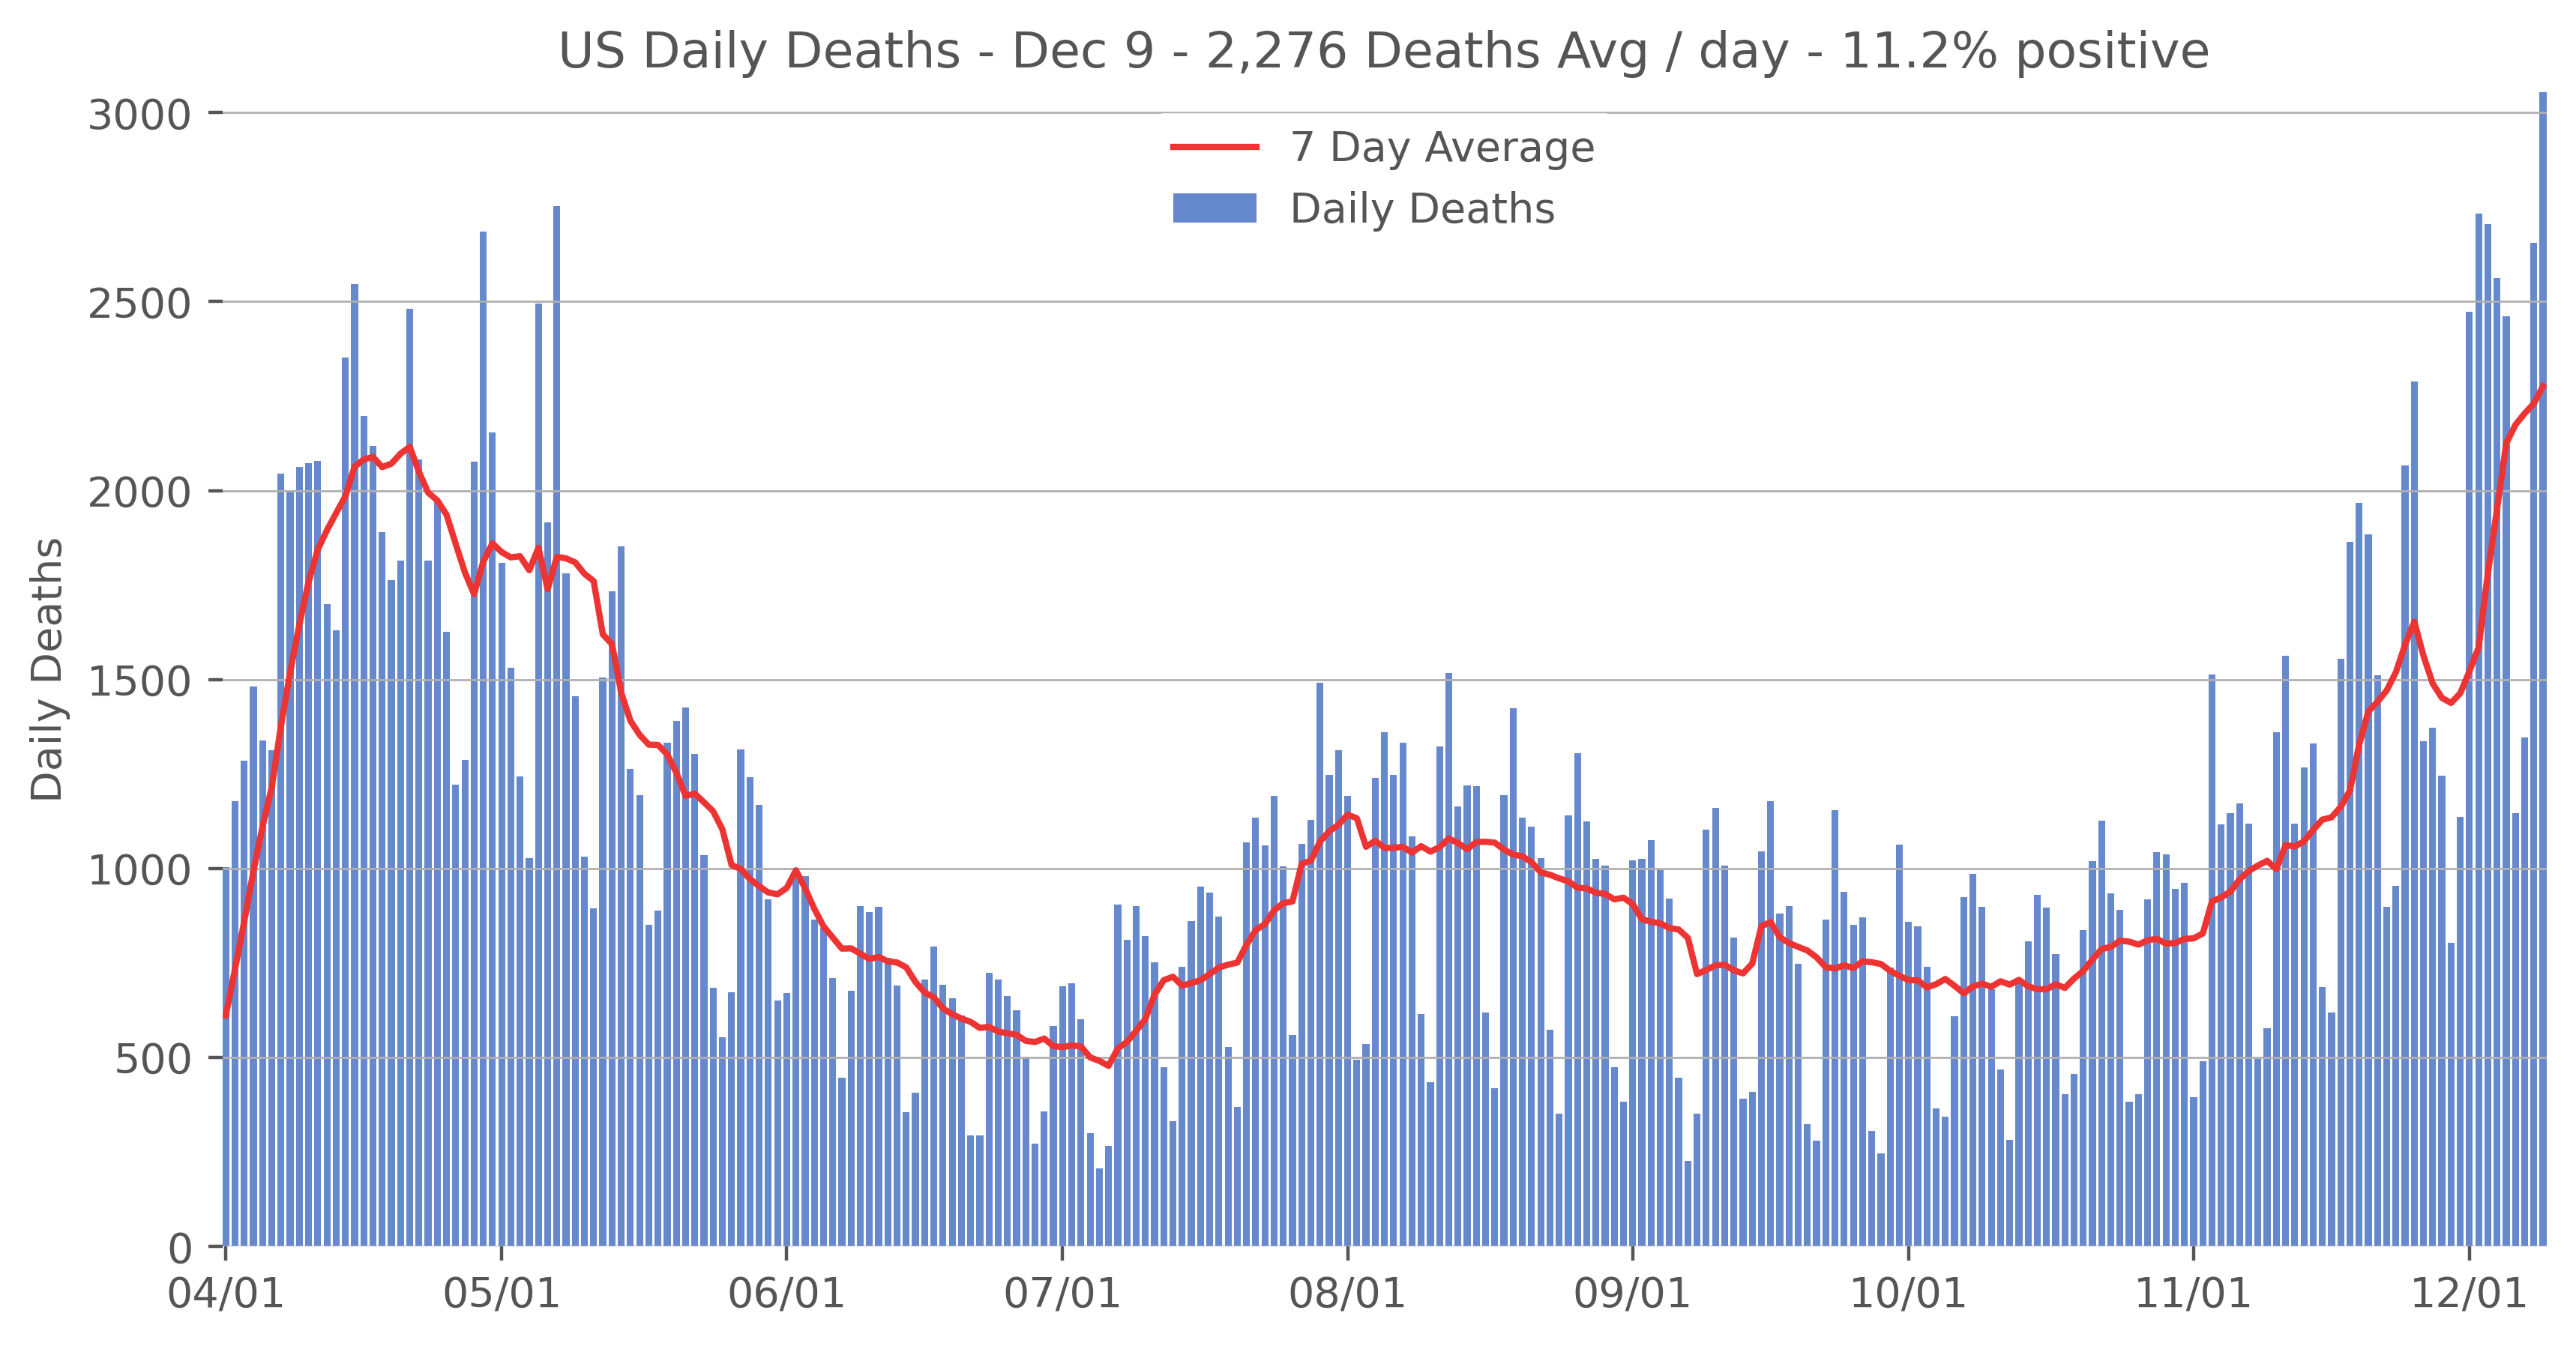 US Daily Deaths - Dec 9 - 2,276 Deaths Avg / day - 11.2% positive
7 Day Average
Daily Deaths
Daily Deaths
3000
2500
2000
1500
1000
500
0
04/01 05/01 06/01 07/01 08/01 09/01 10/01 11/01 12/01